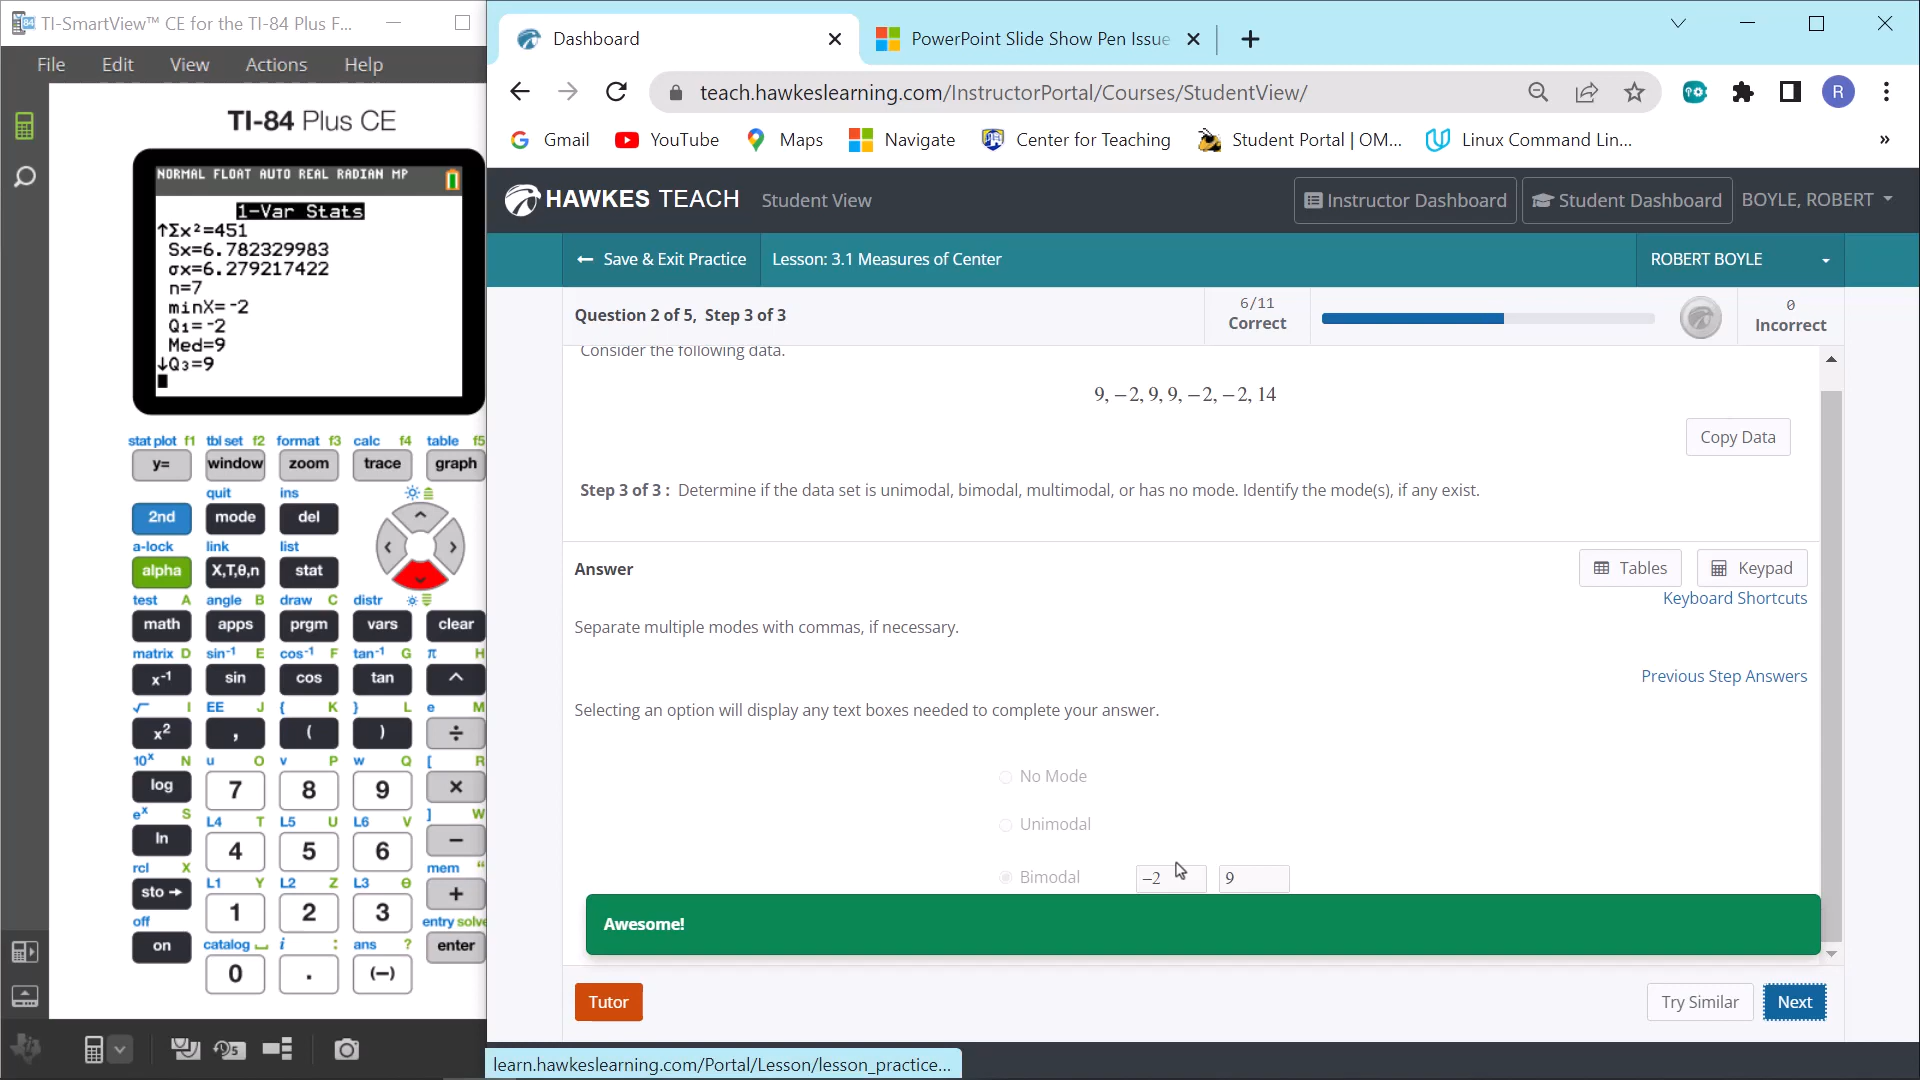 TI-SmartView™ CE for the TI-84 Plus F...
File Edit View Actions Help
TI-84 Plus CE
NORMAL FLOAT AUTO REAL RADIAN MP
1-Var Stats
↑Σx²=451
Sx=6.782329983
σx=6.279217422
n=7
minX=-2
Q₁=-2
Med=9
↓Q₃=9
stat plot f1 tbl set f2 format f3 calc f4 table f5
y= window zoom trace graph
quit ins
2nd mode del
a-lock link list
alpha X,T,θ,n stat
test A angle B draw C distr
math apps prgm vars clear
matrix D sin⁻¹ E cos⁻¹ F tan⁻¹ G π H
x⁻¹ sin cos tan ^
√ I EE J { K } L e M
x² , ( ) ÷
10ˣ N u O v P w Q [ R
log 7 8 9 ×
eˣ S L4 T L5 U L6 V ] W
ln 4 5 6 −
rcl X L1 Y L2 Z L3 θ mem “
sto → 1 2 3 +
off catalog i : ans ? entry solve
on 0 . (−) enter
Dashboard
PowerPoint Slide Show Pen Issue
teach.hawkeslearning.com/InstructorPortal/Courses/StudentView/
R
Gmail YouTube Maps Navigate Center for Teaching Student Portal | OM... Linux Command Lin... »
HAWKES TEACH Student View Instructor Dashboard Student Dashboard BOYLE, ROBERT
← Save & Exit Practice Lesson: 3.1 Measures of Center ROBERT BOYLE
Question 2 of 5, Step 3 of 3
6/11
Correct
0
Incorrect
Consider the following data.
9, −2, 9, 9, −2, −2, 14
Copy Data
Step 3 of 3 : Determine if the data set is unimodal, bimodal, multimodal, or has no mode. Identify the mode(s), if any exist.
Answer
Tables Keypad
Keyboard Shortcuts
Separate multiple modes with commas, if necessary.
Previous Step Answers
Selecting an option will display any text boxes needed to complete your answer.
No Mode
Unimodal
Bimodal −2 9
Awesome!
Tutor Try Similar Next
learn.hawkeslearning.com/Portal/Lesson/lesson_practice...